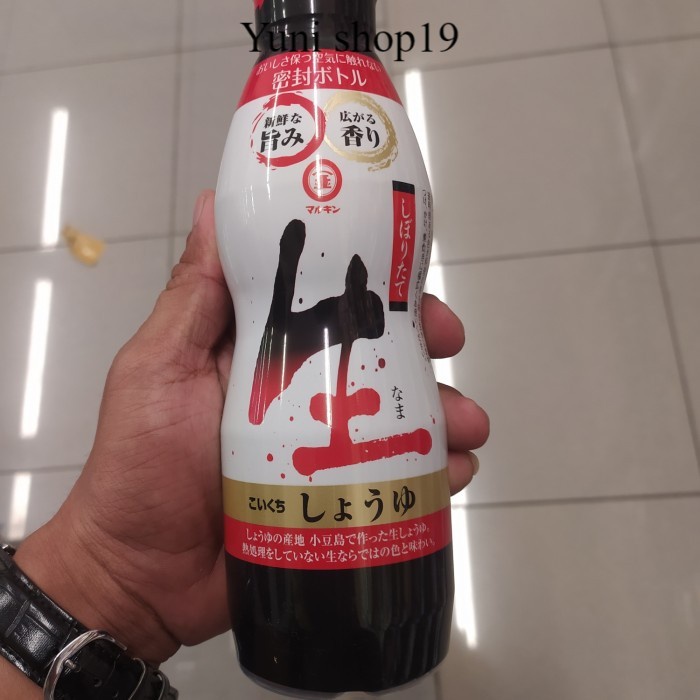 Yuni shop19
おいしさ保つ空気に触れない
密封ボトル
新鮮な
旨み
広がる
香り
マルキン
しぼりたて
生
なま
こいくち しょうゆ
しょうゆの産地 小豆島で作った生しょうゆ。
熱処理をしていない生ならではの色と味わい。